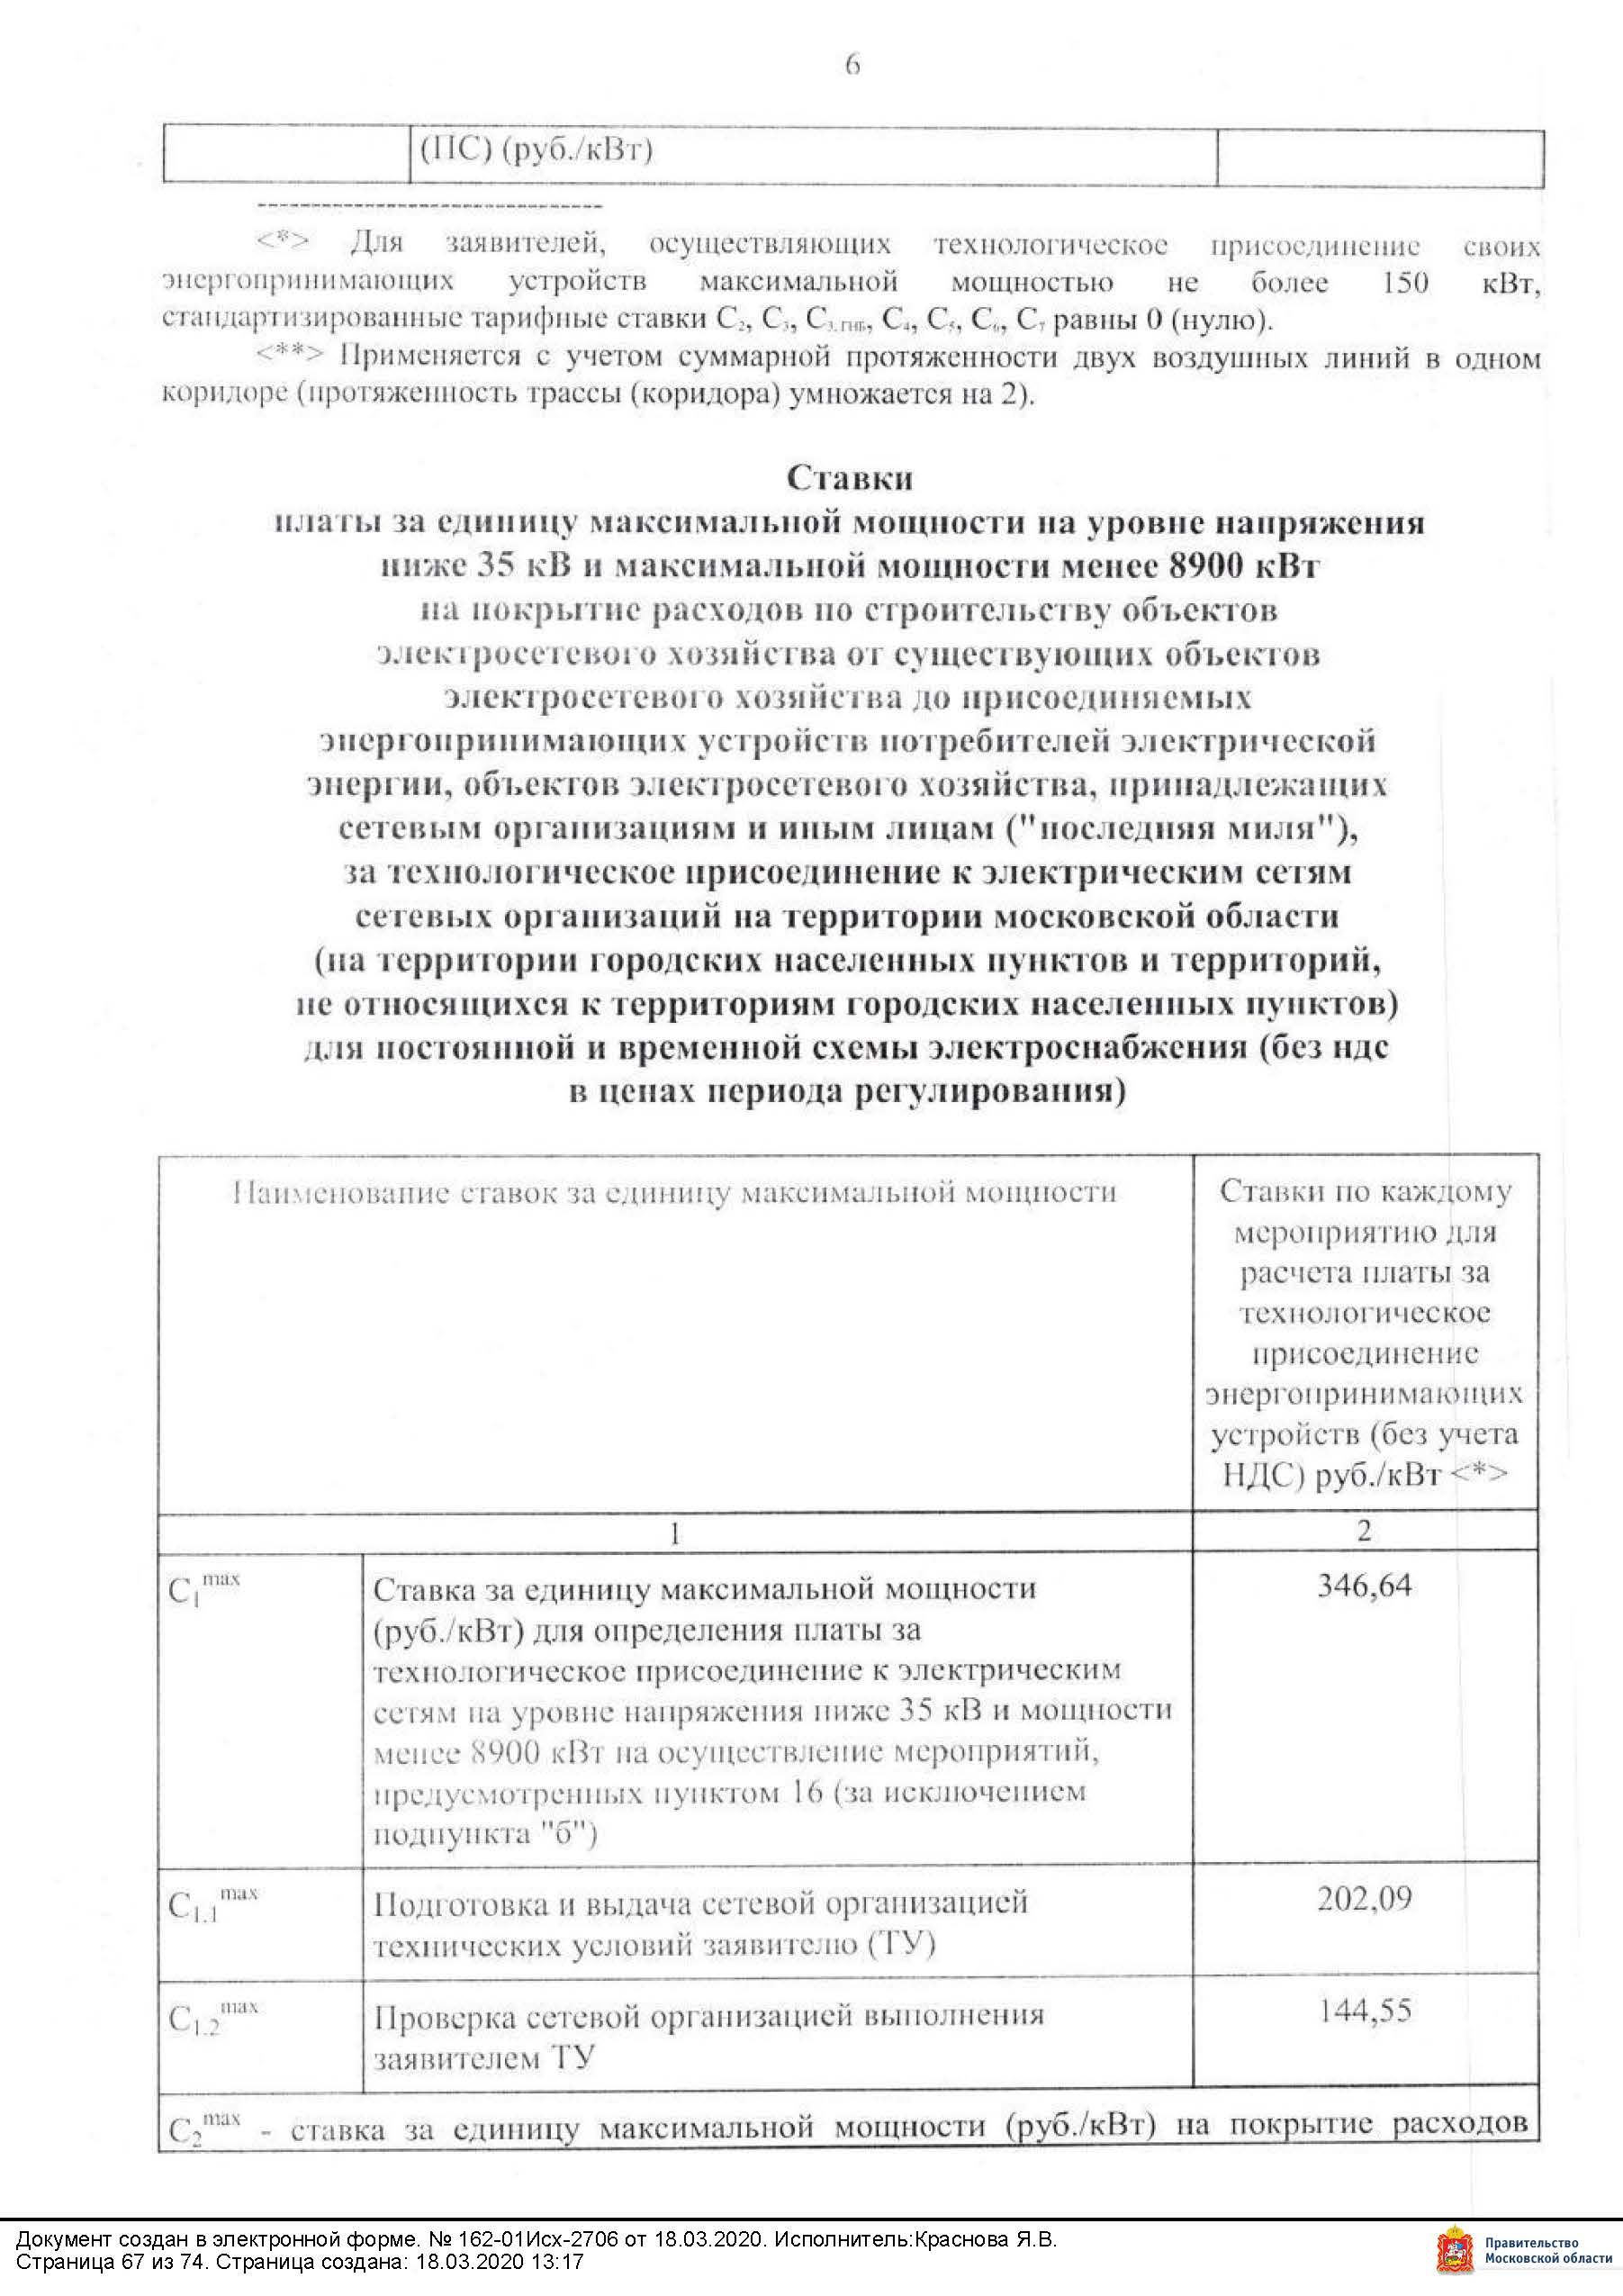 6
(ПС) (руб./кВт)
--------------------------------
<*> Для заявителей, осуществляющих технологическое присоединение своих
энергопринимающих устройств максимальной мощностью не более 150 кВт,
стандартизированные тарифные ставки С₂, С₃, С₃.ГНБ, С₄, С₅, С₆, С₇ равны 0 (нулю).
<**> Применяется с учетом суммарной протяженности двух воздушных линий в одном
коридоре (протяженность трассы (коридора) умножается на 2).
Ставки
платы за единицу максимальной мощности на уровне напряжения
ниже 35 кВ и максимальной мощности менее 8900 кВт
на покрытие расходов по строительству объектов
электросетевого хозяйства от существующих объектов
электросетевого хозяйства до присоединяемых
энергопринимающих устройств потребителей электрической
энергии, объектов электросетевого хозяйства, принадлежащих
сетевым организациям и иным лицам ("последняя миля"),
за технологическое присоединение к электрическим сетям
сетевых организаций на территории московской области
(на территории городских населенных пунктов и территорий,
не относящихся к территориям городских населенных пунктов)
для постоянной и временной схемы электроснабжения (без ндс
в ценах периода регулирования)
Наименование ставок за единицу максимальной мощности
Ставки по каждому
мероприятию для
расчета платы за
технологическое
присоединение
энергопринимающих
устройств (без учета
НДС) руб./кВт <*>
1
2
С₁ᵐᵃˣ
Ставка за единицу максимальной мощности
(руб./кВт) для определения платы за
технологическое присоединение к электрическим
сетям на уровне напряжения ниже 35 кВ и мощности
менее 8900 кВт на осуществление мероприятий,
предусмотренных пунктом 16 (за исключением
подпункта "б")
346,64
С₁.₁ᵐᵃˣ
Подготовка и выдача сетевой организацией
технических условий заявителю (ТУ)
202,09
С₁.₂ᵐᵃˣ
Проверка сетевой организацией выполнения
заявителем ТУ
144,55
С₂ᵐᵃˣ - ставка за единицу максимальной мощности (руб./кВт) на покрытие расходов
Документ создан в электронной форме. № 162-01Исх-2706 от 18.03.2020. Исполнитель:Краснова Я.В.
Страница 67 из 74. Страница создана: 18.03.2020 13:17
Правительство
Московской области